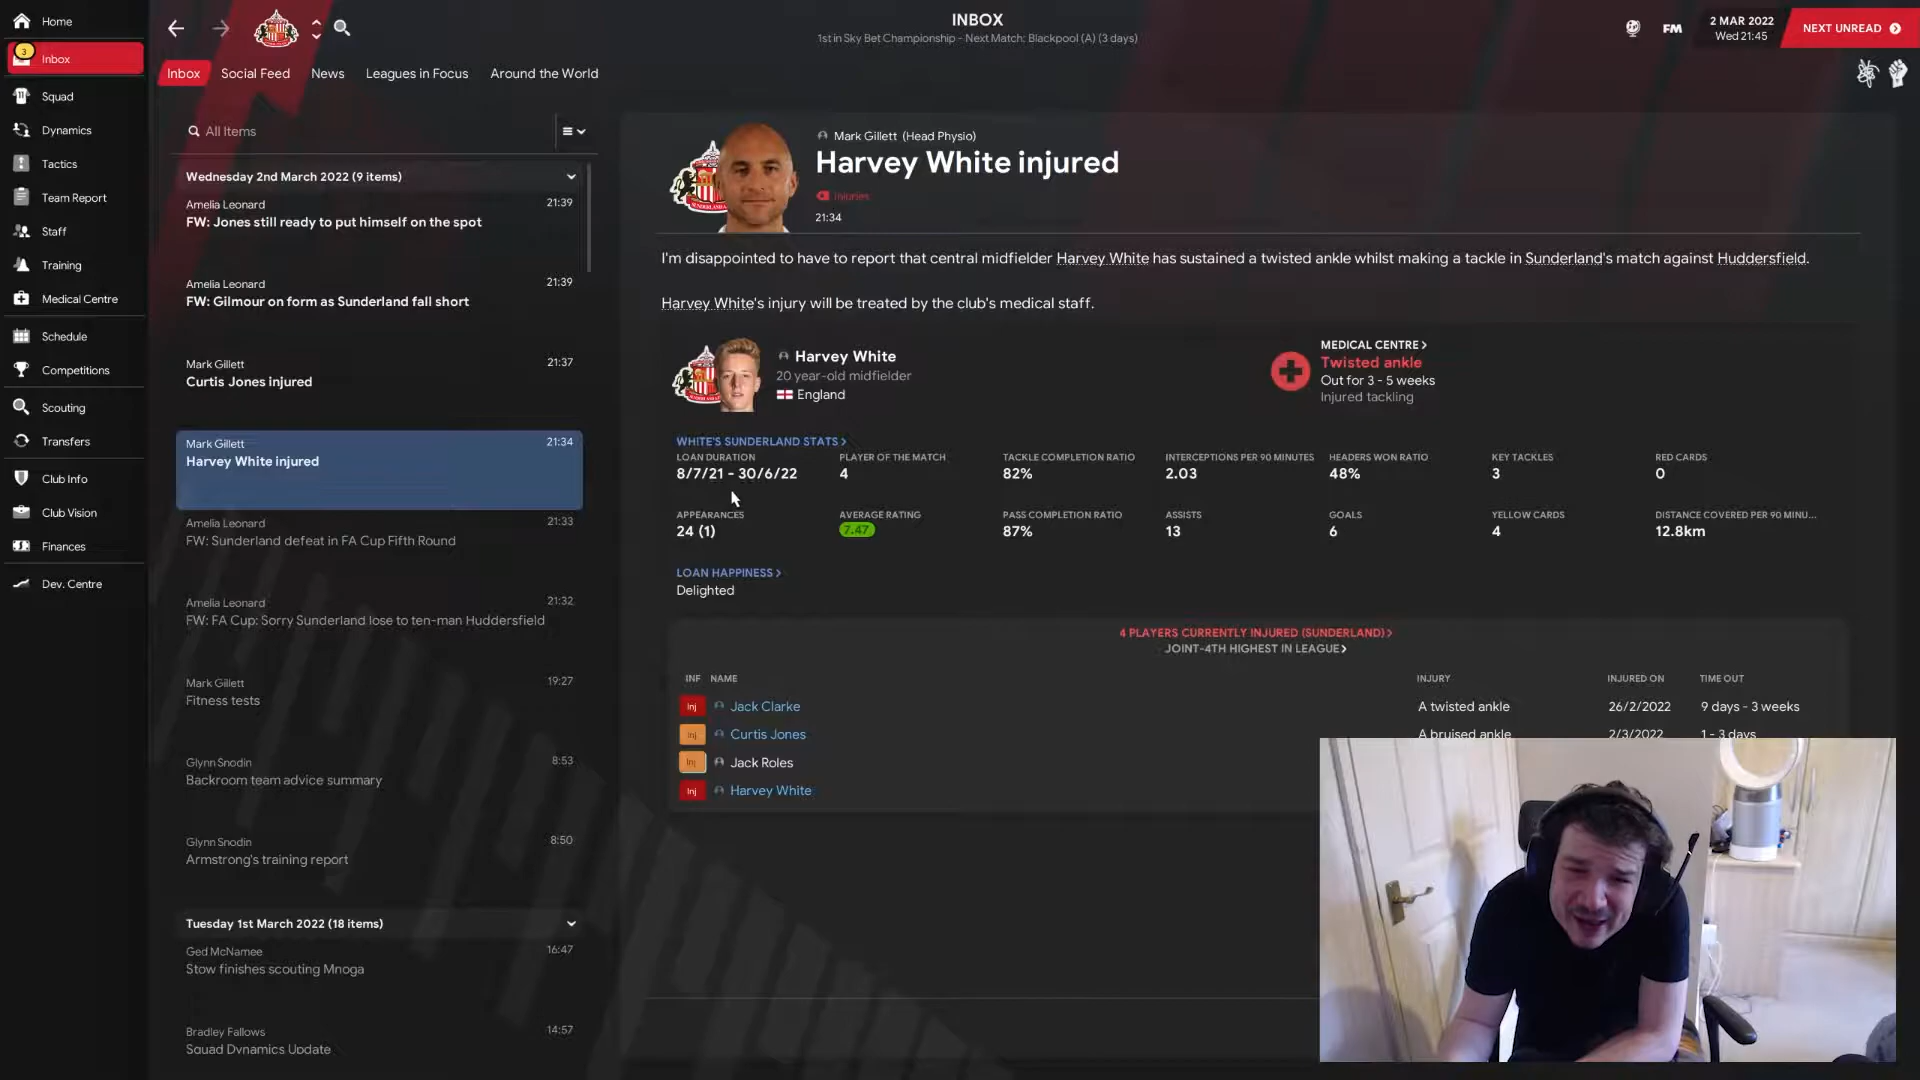 Home
3
Inbox
Squad
Dynamics
Tactics
Team Report
Staff
Training
Medical Centre
Schedule
Competitions
Scouting
Transfers
Club Info
Club Vision
Finances
Dev. Centre
INBOX
1st in Sky Bet Championship - Next Match: Blackpool (A) (3 days)
FM
2 MAR 2022
Wed 21:45
NEXT UNREAD
Inbox Social Feed News Leagues in Focus Around the World
All Items
Wednesday 2nd March 2022 (9 items)
Amelia Leonard 21:39
FW: Jones still ready to put himself on the spot
Amelia Leonard 21:39
FW: Gilmour on form as Sunderland fall short
Mark Gillett 21:37
Curtis Jones injured
Mark Gillett 21:34
Harvey White injured
Amelia Leonard 21:33
FW: Sunderland defeat in FA Cup Fifth Round
Amelia Leonard 21:32
FW: FA Cup: Sorry Sunderland lose to ten-man Huddersfield
Mark Gillett 19:27
Fitness tests
Glynn Snodin 8:53
Backroom team advice summary
Glynn Snodin 8:50
Armstrong's training report
Tuesday 1st March 2022 (18 items)
Ged McNamee 16:47
Stow finishes scouting Mnoga
Bradley Fallows 14:57
Squad Dynamics Update
Mark Gillett (Head Physio)
Harvey White injured
Injuries
21:34
I'm disappointed to have to report that central midfielder Harvey White has sustained a twisted ankle whilst making a tackle in Sunderland's match against Huddersfield.
Harvey White's injury will be treated by the club's medical staff.
Harvey White
20 year-old midfielder
England
MEDICAL CENTRE >
Twisted ankle
Out for 3 - 5 weeks
Injured tackling
WHITE'S SUNDERLAND STATS >
LOAN DURATION PLAYER OF THE MATCH TACKLE COMPLETION RATIO INTERCEPTIONS PER 90 MINUTES HEADERS WON RATIO KEY TACKLES RED CARDS
8/7/21 - 30/6/22 4 82% 2.03 48% 3 0
APPEARANCES AVERAGE RATING PASS COMPLETION RATIO ASSISTS GOALS YELLOW CARDS DISTANCE COVERED PER 90 MINU...
24 (1) 7.47 87% 13 6 4 12.8km
LOAN HAPPINESS >
Delighted
4 PLAYERS CURRENTLY INJURED (SUNDERLAND) >
JOINT-4TH HIGHEST IN LEAGUE >
INF NAME INJURY INJURED ON TIME OUT
Inj Jack Clarke A twisted ankle 26/2/2022 9 days - 3 weeks
Inj Curtis Jones A bruised ankle 2/3/2022 1 - 3 days
Inj Jack Roles
Inj Harvey White